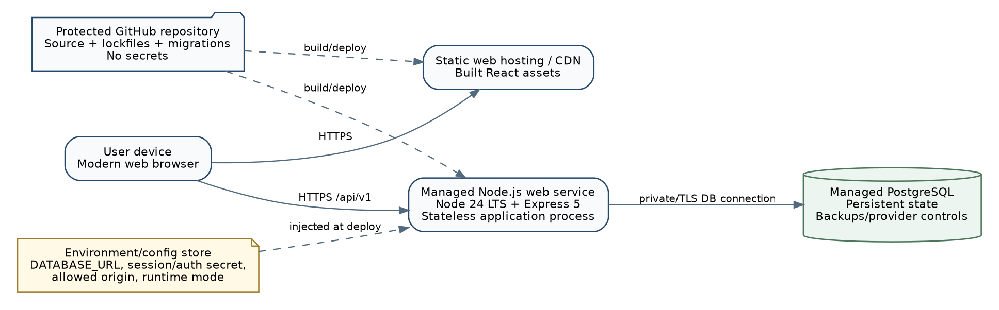 Protected GitHub repository
Source + lockfiles + migrations
No secrets
build/deploy
Static web hosting / CDN
Built React assets
build/deploy
User device
Modern web browser
HTTPS
HTTPS /api/v1
Managed Node.js web service
Node 24 LTS + Express 5
Stateless application process
private/TLS DB connection
Managed PostgreSQL
Persistent state
Backups/provider controls
injected at deploy
Environment/config store
DATABASE_URL, session/auth secret,
allowed origin, runtime mode